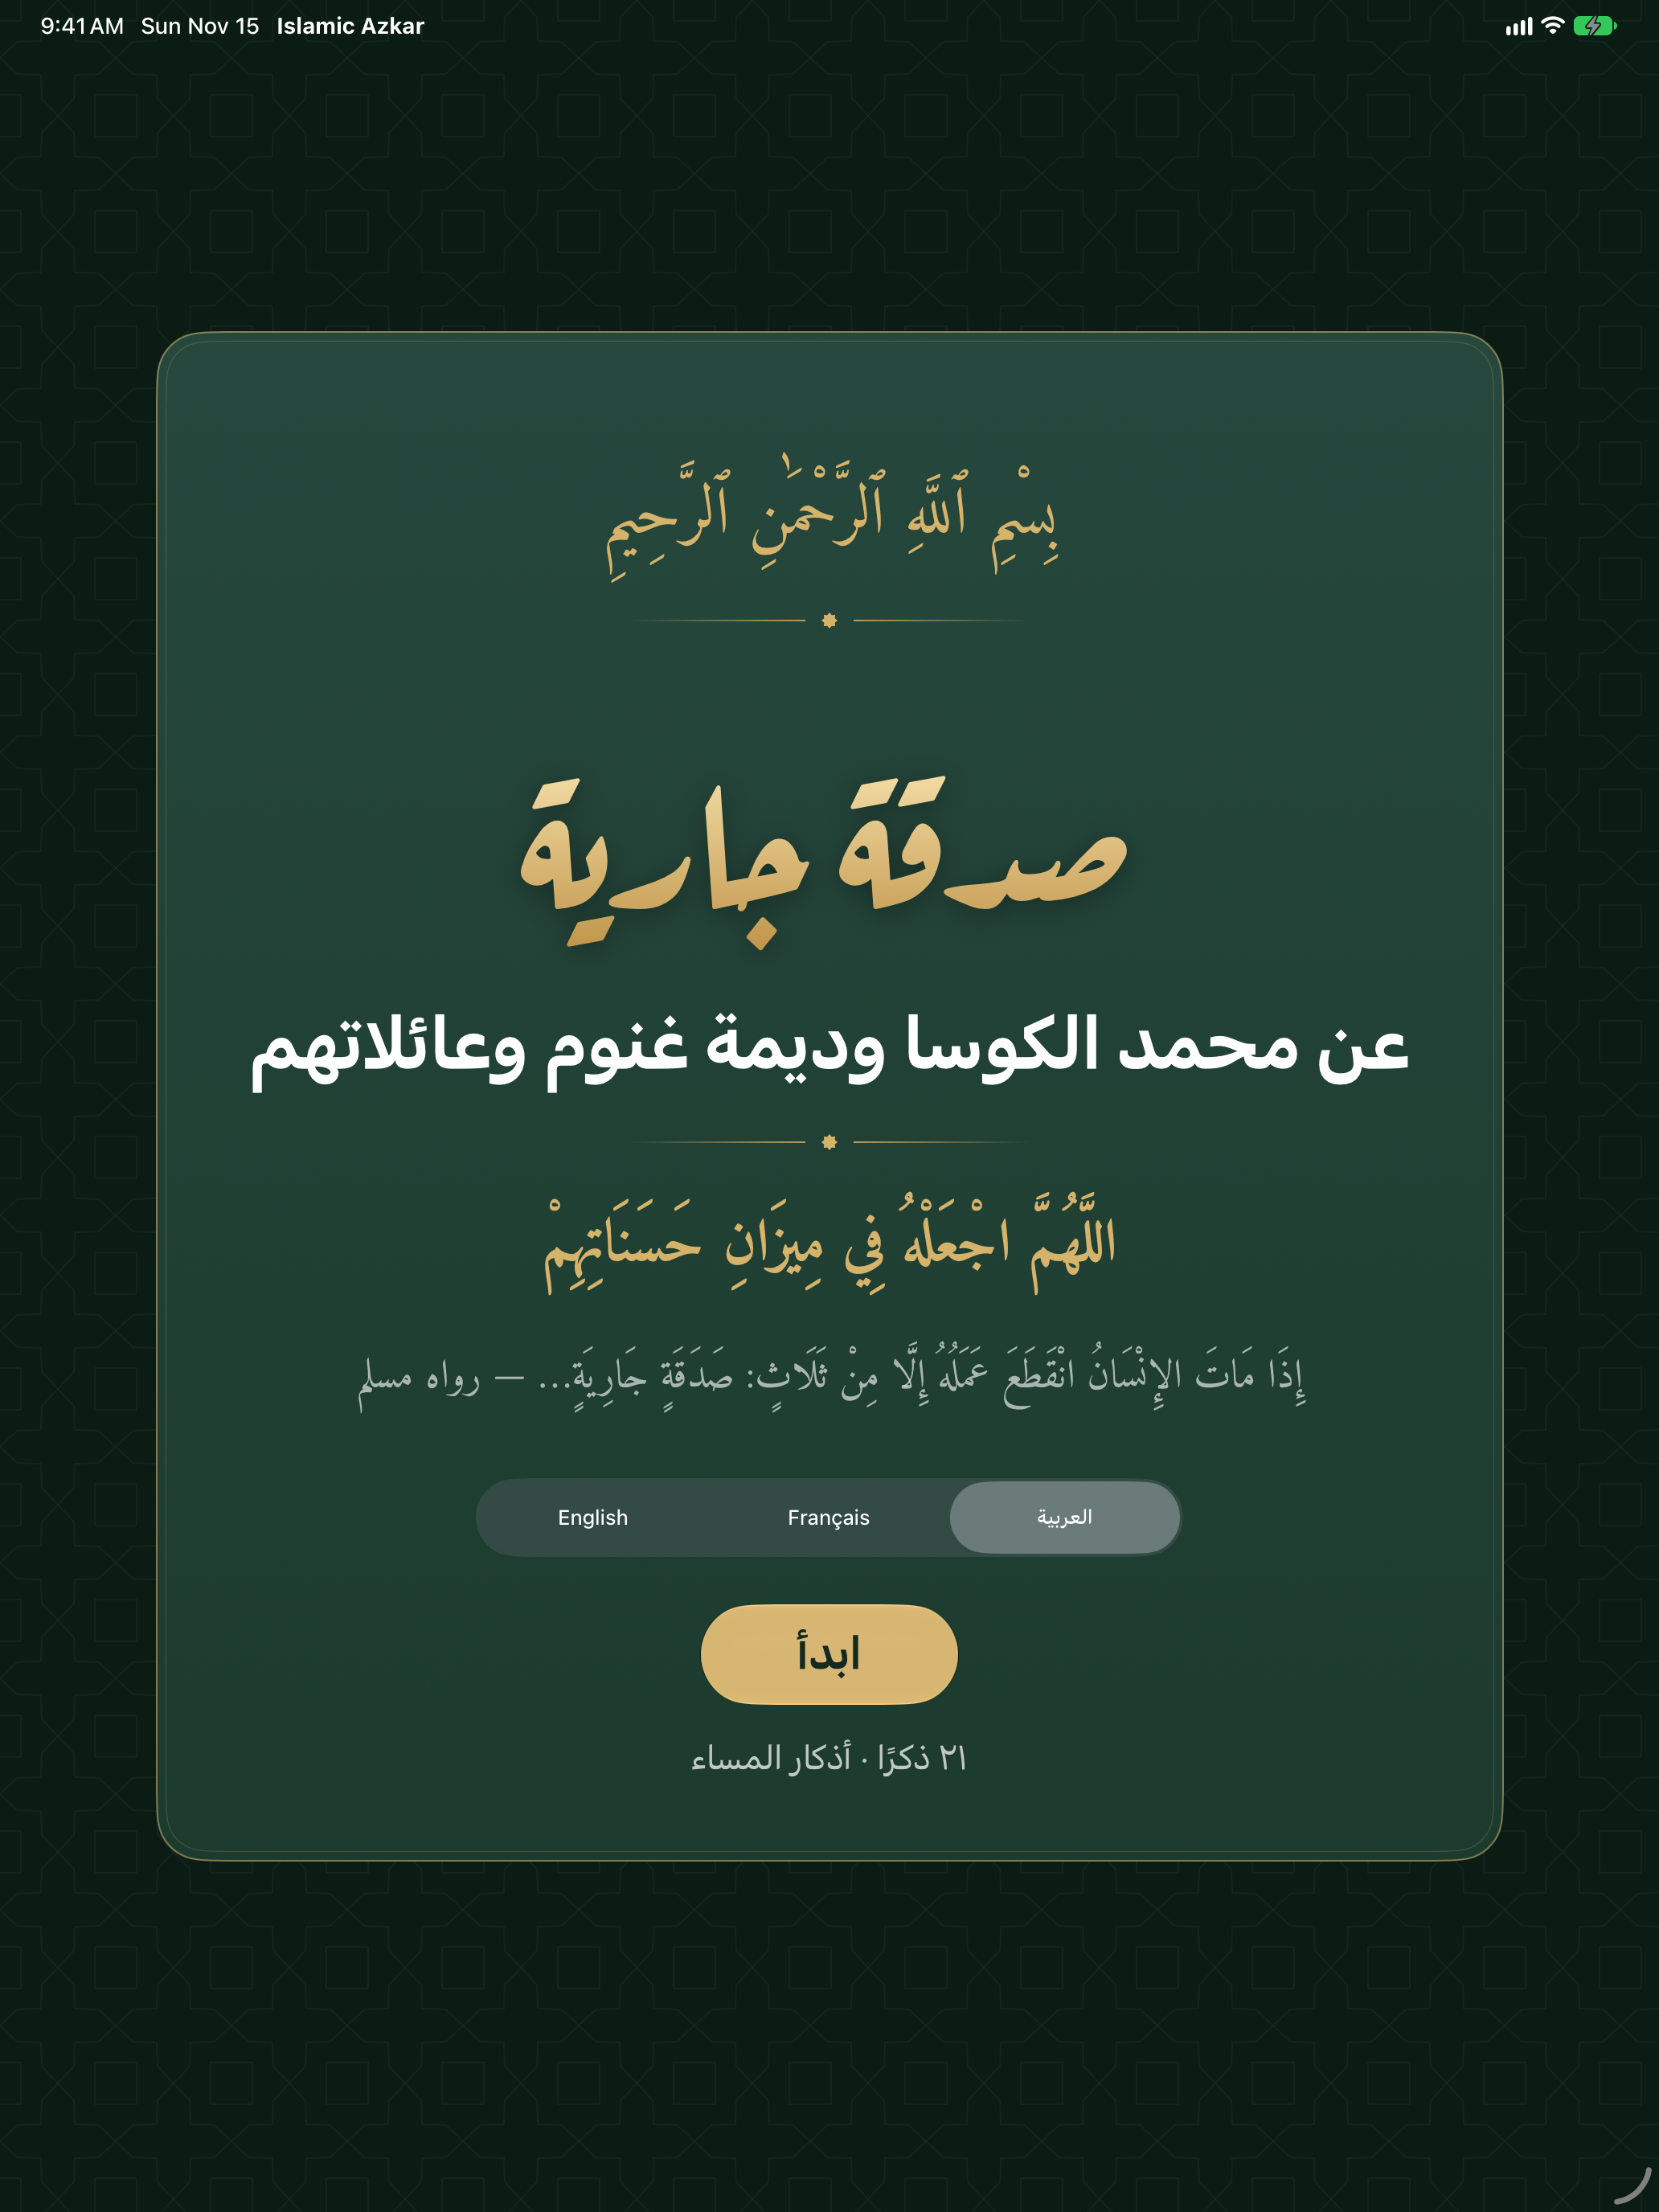 9:41 AM Sun Nov 15 Islamic Azkar
بِسْمِ ٱللَّهِ ٱلرَّحْمَٰنِ ٱلرَّحِيمِ
صدقة جارية
عن محمد الكوسا وديمة غنوم وعائلاتهم
اللَّهُمَّ اجْعَلْهُ فِي مِيزَانِ حَسَنَاتِهِمْ
إِذَا مَاتَ الإِنْسَانُ انْقَطَعَ عَمَلُهُ إِلَّا مِنْ ثَلَاثٍ: صَدَقَةٍ جَارِيَةٍ... — رواه مسلم
العربية Français English
ابدأ
٢١ ذكرًا · أذكار المساء